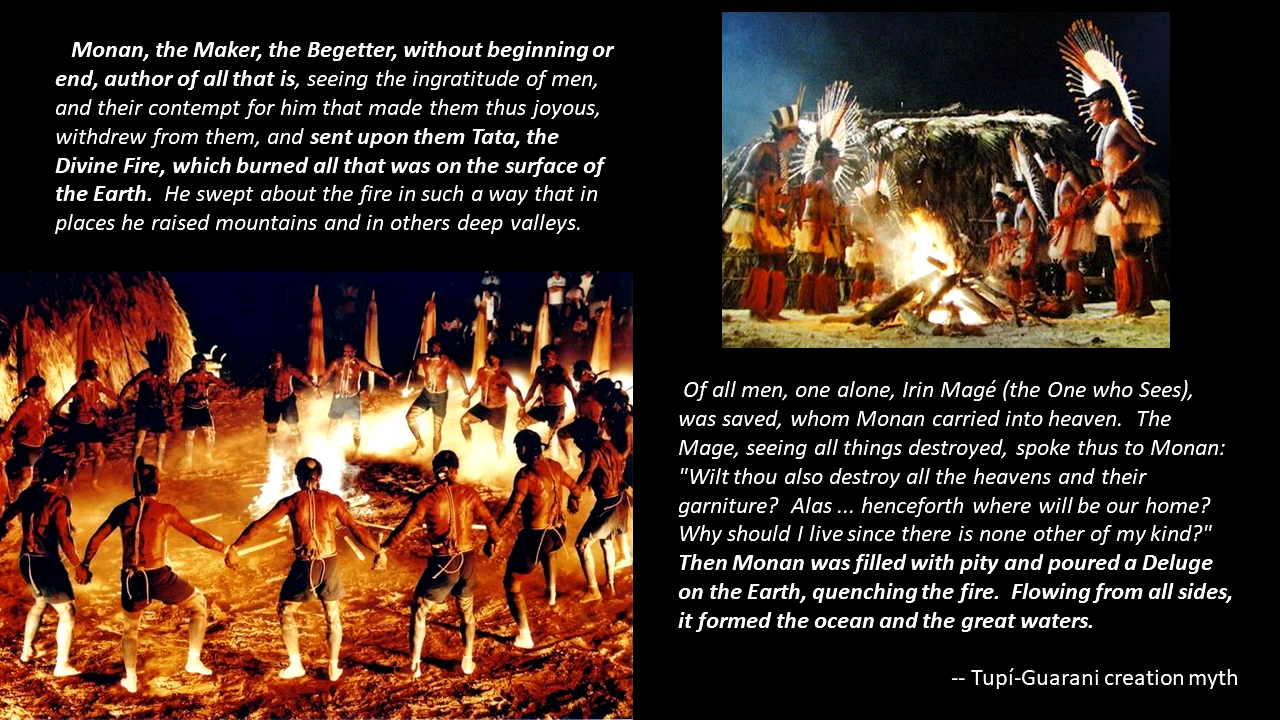 Monan, the Maker, the Begetter, without beginning or
end, author of all that is, seeing the ingratitude of men,
and their contempt for him that made them thus joyous,
withdrew from them, and sent upon them Tata, the
Divine Fire, which burned all that was on the surface of
the Earth. He swept about the fire in such a way that in
places he raised mountains and in others deep valleys.
Of all men, one alone, Irin Magé (the One who Sees),
was saved, whom Monan carried into heaven. The
Mage, seeing all things destroyed, spoke thus to Monan:
"Wilt thou also destroy all the heavens and their
garniture? Alas ... henceforth where will be our home?
Why should I live since there is none other of my kind?"
Then Monan was filled with pity and poured a Deluge
on the Earth, quenching the fire. Flowing from all sides,
it formed the ocean and the great waters.
-- Tupí-Guarani creation myth